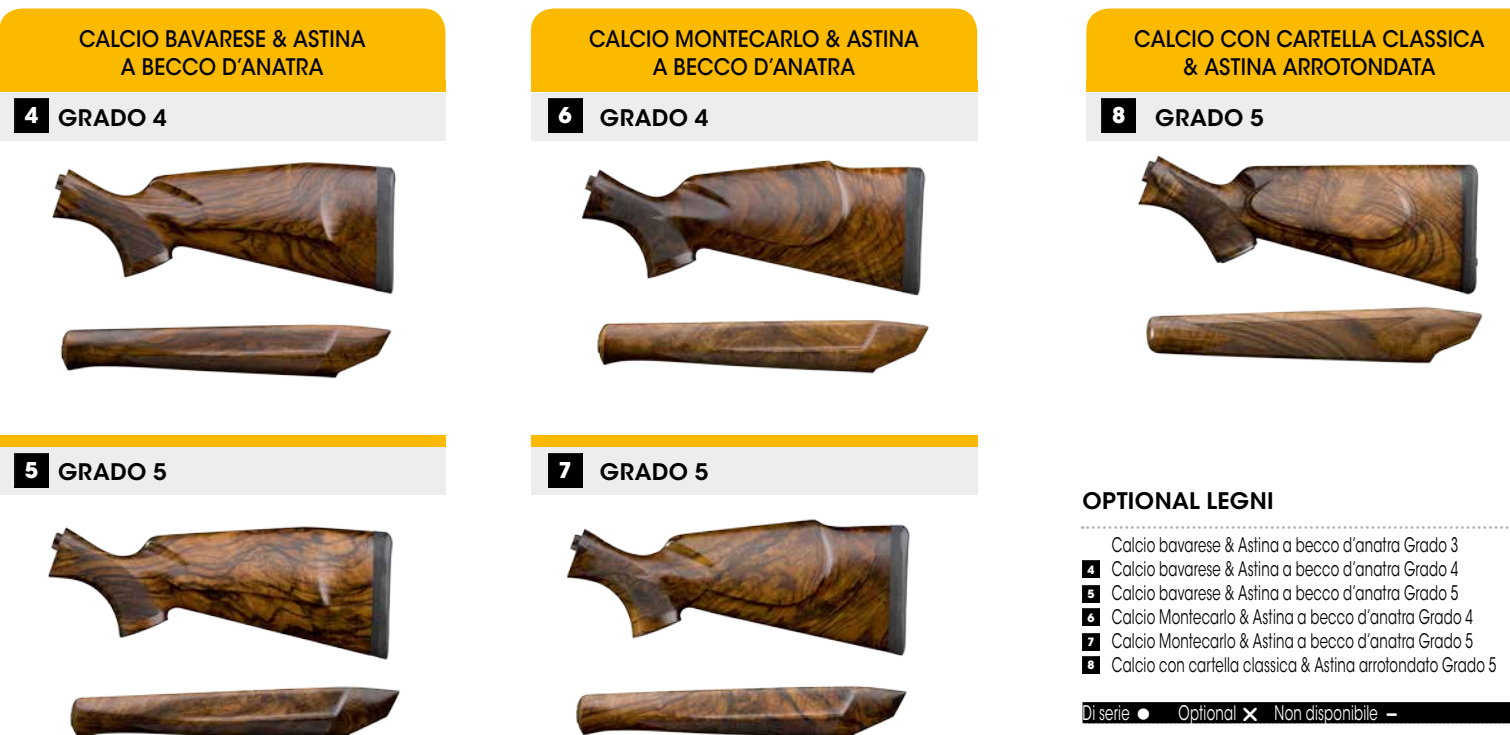 CALCIO BAVARESE & ASTINA
A BECCO D'ANATRA
4 GRADO 4
5 GRADO 5
CALCIO MONTECARLO & ASTINA
A BECCO D'ANATRA
6 GRADO 4
7 GRADO 5
CALCIO CON CARTELLA CLASSICA
& ASTINA ARROTONDATA
8 GRADO 5
OPTIONAL LEGNI
Calcio bavarese & Astina a becco d'anatra Grado 3
4 Calcio bavarese & Astina a becco d'anatra Grado 4
5 Calcio bavarese & Astina a becco d'anatra Grado 5
6 Calcio Montecarlo & Astina a becco d'anatra Grado 4
7 Calcio Montecarlo & Astina a becco d'anatra Grado 5
8 Calcio con cartella classica & Astina arrotondato Grado 5
Di serie ● Optional ✕ Non disponibile –